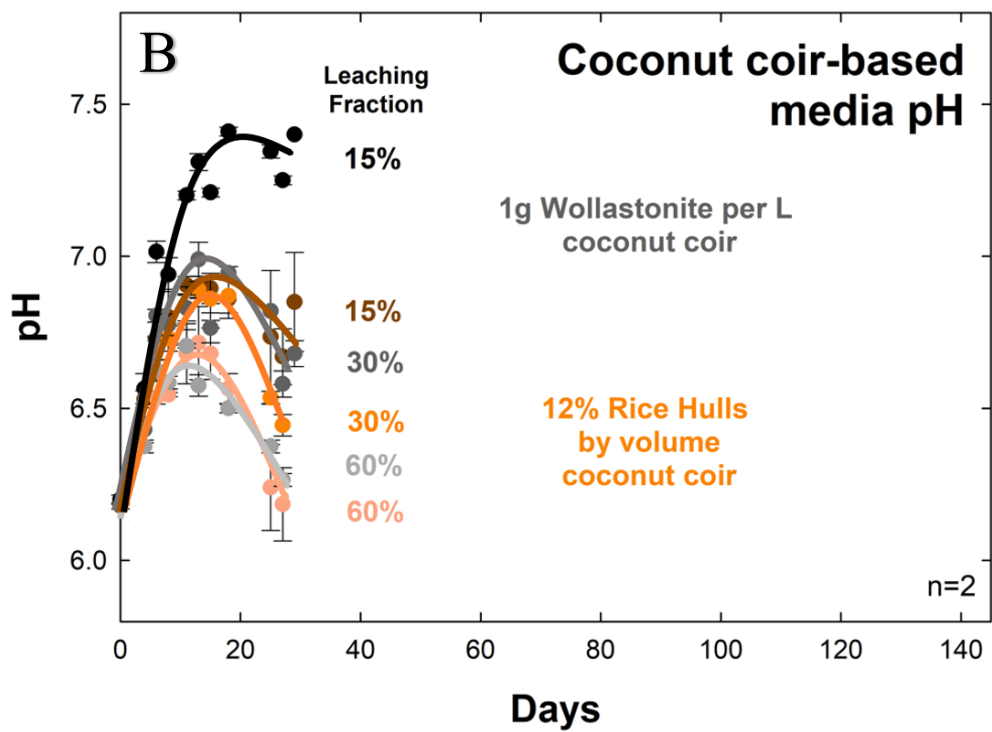 B
Coconut coir-based
media pH
Leaching
Fraction
15%
1g Wollastonite per L
coconut coir
15%
30%
30%
60%
60%
12% Rice Hulls
by volume
coconut coir
n=2
pH
7.5
7.0
6.5
6.0
0
20
40
60
80
100
120
140
Days